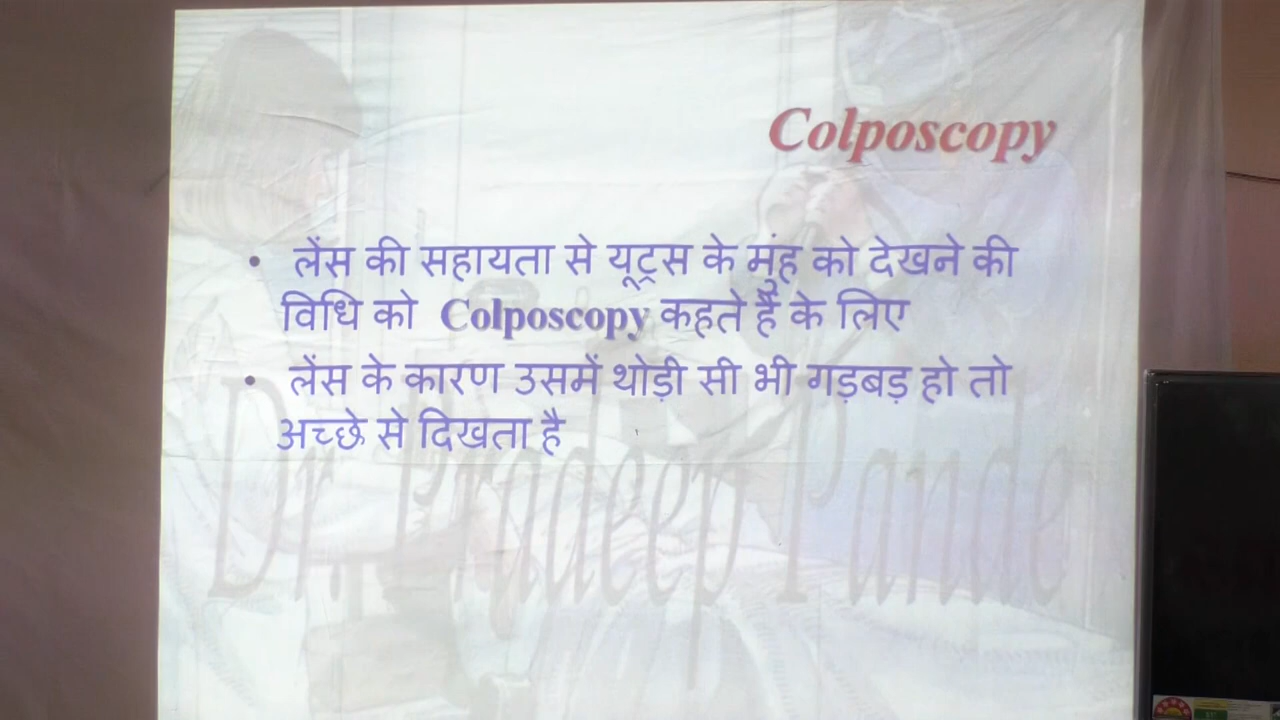 Colposcopy
• लेंस की सहायता से यूट्रस के मुंह को देखने की
विधि को Colposcopy कहते हैं के लिए
• लेंस के कारण उसमें थोड़ी सी भी गड़बड़ हो तो
अच्छे से दिखता है
Dr. Pradeep Pande